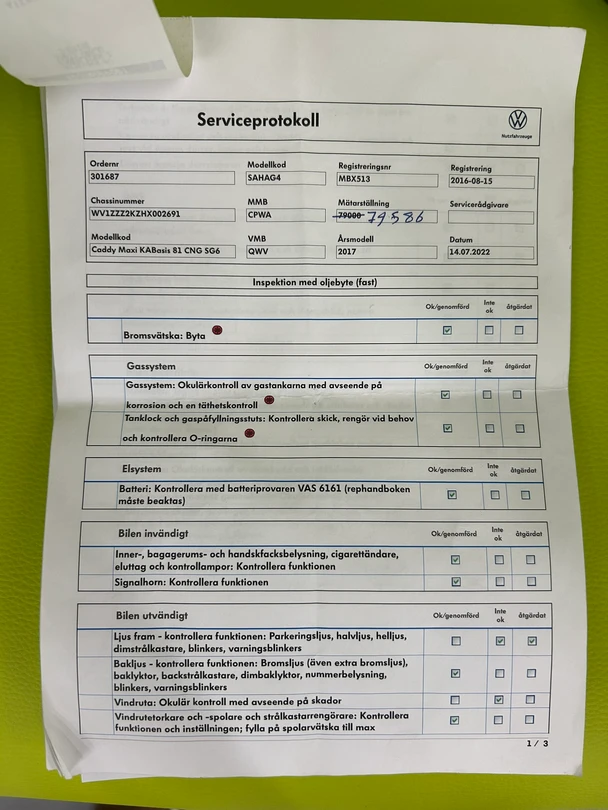 Serviceprotokoll
Nutzfahrzeuge
Ordernr
301687
Modellkod
SAHAG4
Registreringsnr
MBX513
Registrering
2016-08-15
Chassinummer
WV1ZZZ2KZHX002691
MMB
CPWA
Mätarställning
79000 79586
Servicerådgivare
Modellkod
Caddy Maxi KABasis 81 CNG SG6
VMB
QWV
Årsmodell
2017
Datum
14.07.2022
Inspektion med oljebyte (fast)
Ok/genomförd Inte ok åtgärdat
Bromsvätska: Byta
Gassystem Ok/genomförd Inte ok åtgärdat
Gassystem: Okulärkontroll av gastankarna med avseende på
korrosion och en täthetskontroll
Tanklock och gaspåfyllningsstuts: Kontrollera skick, rengör vid behov
och kontrollera O-ringarna
Elsystem Ok/genomförd Inte ok åtgärdat
Batteri: Kontrollera med batteriprovaren VAS 6161 (rephandboken
måste beaktas)
Bilen invändigt Ok/genomförd Inte ok åtgärdat
Inner-, bagagerums- och handskfacksbelysning, cigarettändare,
eluttag och kontrollampor: Kontrollera funktionen
Signalhorn: Kontrollera funktionen
Bilen utvändigt Ok/genomförd Inte ok åtgärdat
Ljus fram - kontrollera funktionen: Parkeringsljus, halvljus, helljus,
dimstrålkastare, blinkers, varningsblinkers
Bakljus - kontrollera funktionen: Bromsljus (även extra bromsljus),
baklyktor, backstrålkastare, dimbaklyktor, nummerbelysning,
blinkers, varningsblinkers
Vindruta: Okulär kontroll med avseende på skador
Vindrutetorkare och -spolare och strålkastarrengörare: Kontrollera
funktionen och inställningen; fylla på spolarvätska till max
1 / 3